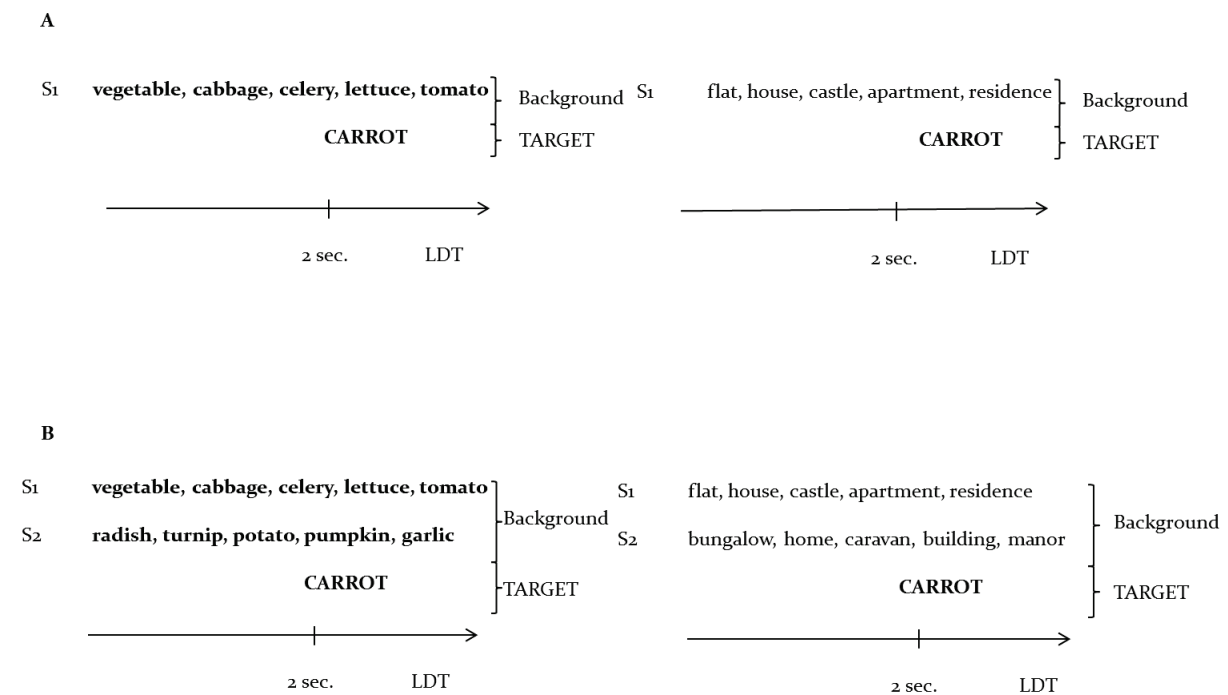 A
S1 vegetable, cabbage, celery, lettuce, tomato Background S1 flat, house, castle, apartment, residence Background
CARROT TARGET CARROT TARGET
2 sec. LDT 2 sec. LDT
B
S1 vegetable, cabbage, celery, lettuce, tomato S1 flat, house, castle, apartment, residence
Background Background
S2 radish, turnip, potato, pumpkin, garlic S2 bungalow, home, caravan, building, manor
CARROT TARGET CARROT TARGET
2 sec. LDT 2 sec. LDT